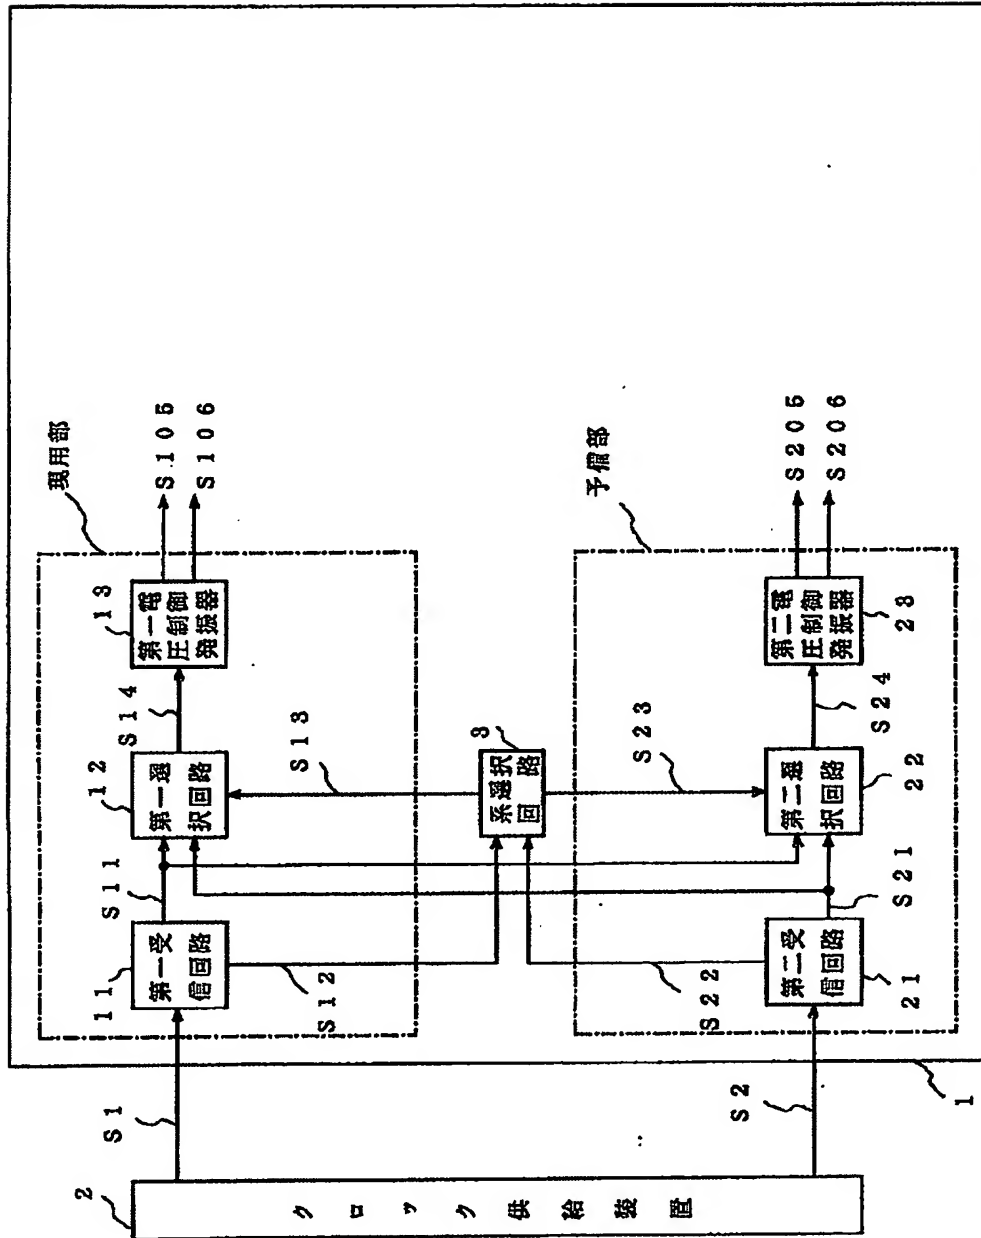 2
クロック供給装置
S1
S2
1
現用部
11
第一受
信回路
S11
S12
12
第一選
択回路
S13
S14
13
第一電
圧制御
発振器
S105
S106
3
系選択
回路
予備部
21
第二受
信回路
S21
S22
22
第二選
択回路
S23
S24
23
第二電
圧制御
発振器
S205
S206